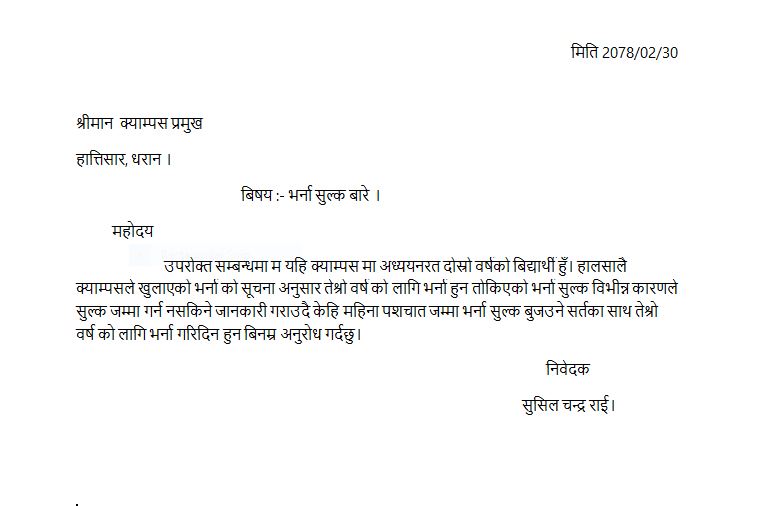 मिति 2078/02/30
श्रीमान क्याम्पस प्रमुख
हात्तिसार, धरान ।
बिषय :- भर्ना सुल्क बारे ।
महोदय
उपरोक्त सम्बन्धमा म यहि क्याम्पस मा अध्ययनरत दोस्रो वर्षको बिद्यार्थी हुँ। हालसालै
क्याम्पसले खुलाएको भर्ना को सूचना अनुसार तेश्रो वर्ष को लागि भर्ना हुन तोकिएको भर्ना सुल्क विभीन्न कारणले
सुल्क जम्मा गर्न नसकिने जानकारी गराउदै केहि महिना पशचात जम्मा भर्ना सुल्क बुजउने सर्तका साथ तेश्रो
वर्ष को लागि भर्ना गरिदिन हुन बिनम्र अनुरोध गर्दछु।
निवेदक
सुसिल चन्द्र राई।